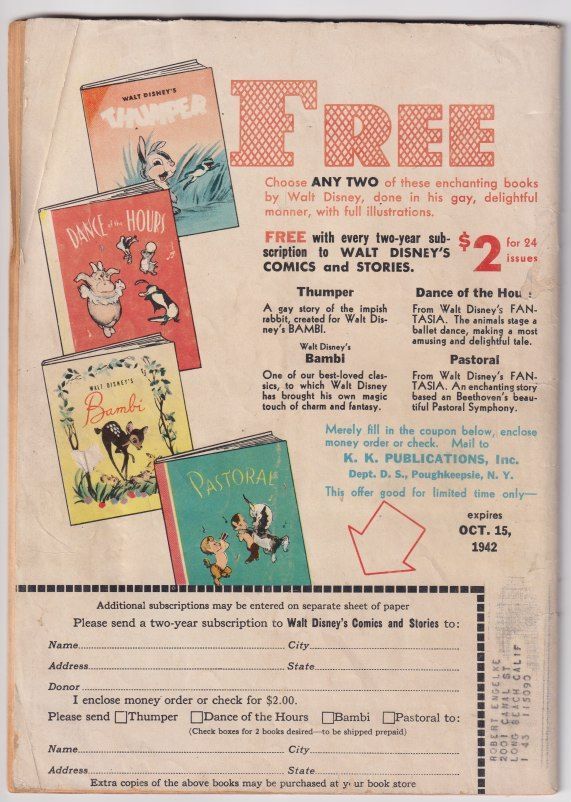 WALT DISNEY'S
THUMPER
DANCE of the HOURS
WALT DISNEY'S
Bambi
PASTORAL
FREE
Choose ANY TWO of these enchanting books
by Walt Disney, done in his gay, delightful
manner, with full illustrations.
FREE with every two-year sub-
scription to WALT DISNEY'S
COMICS and STORIES.
$2 for 24
issues
Thumper
A gay story of the impish
rabbit, created for Walt Dis-
ney's BAMBI.
Walt Disney's
Bambi
One of our best-loved clas-
sics, to which Walt Disney
has brought his own magic
touch of charm and fantasy.
Dance of the Hou s
From Walt Disney's FAN-
TASIA. The animals stage a
ballet dance, making a most
amusing and delightful tale.
Pastoral
From Walt Disney's FAN-
TASIA. An enchanting story
based an Beethoven's beau-
tiful Pastoral Symphony.
Merely fill in the coupon below, enclose
money order or check. Mail to
K. K. PUBLICATIONS, Inc.
Dept. D. S., Poughkeepsie, N. Y.
This offer good for limited time only—
expires
OCT. 15,
1942
Additional subscriptions may be entered on separate sheet of paper
Please send a two-year subscription to Walt Disney's Comics and Stories to:
Name City
Address State
Donor
I enclose money order or check for $2.00.
Please send Thumper Dance of the Hours Bambi Pastoral to:
(Check boxes for 2 books desired—to be shipped prepaid)
Name City
Address State
Extra copies of the above books may be purchased at y ur book store
ROBERT ENGELKE
2001 CANAL ST
LONG BEACH CALIF
1 43 115090